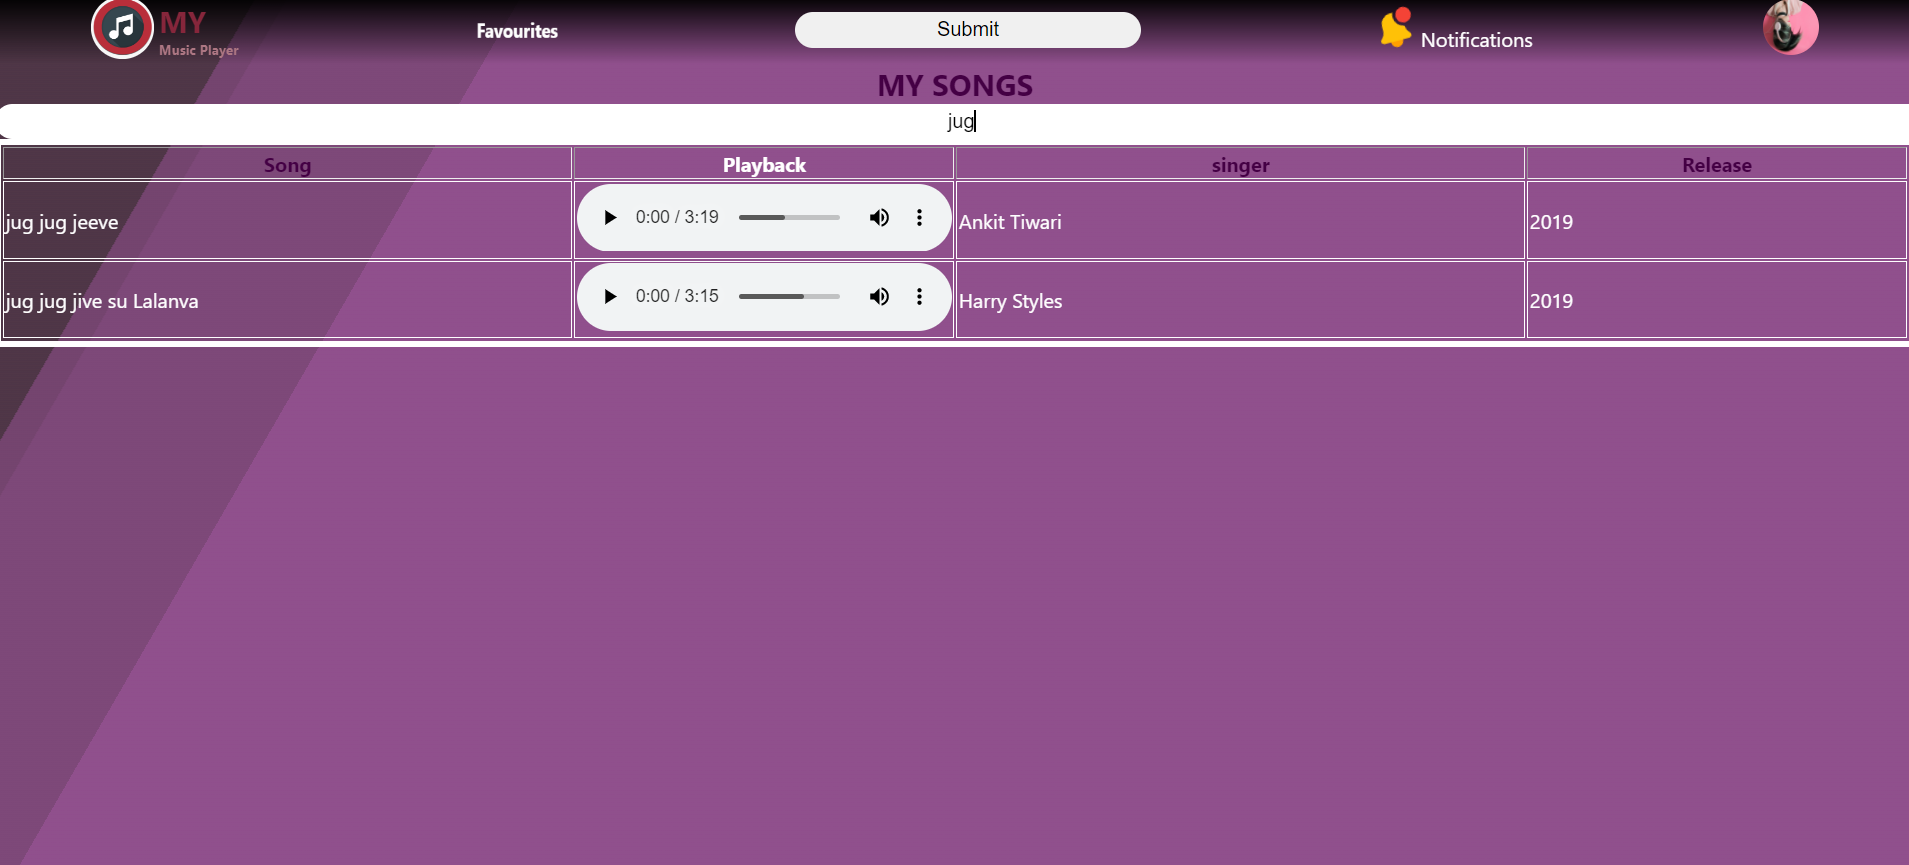 MY
Music Player
Favourites
Submit
Notifications
MY SONGS
jug
Song Playback singer Release
jug jug jeeve 0:00 / 3:19 Ankit Tiwari 2019
jug jug jive su Lalanva 0:00 / 3:15 Harry Styles 2019